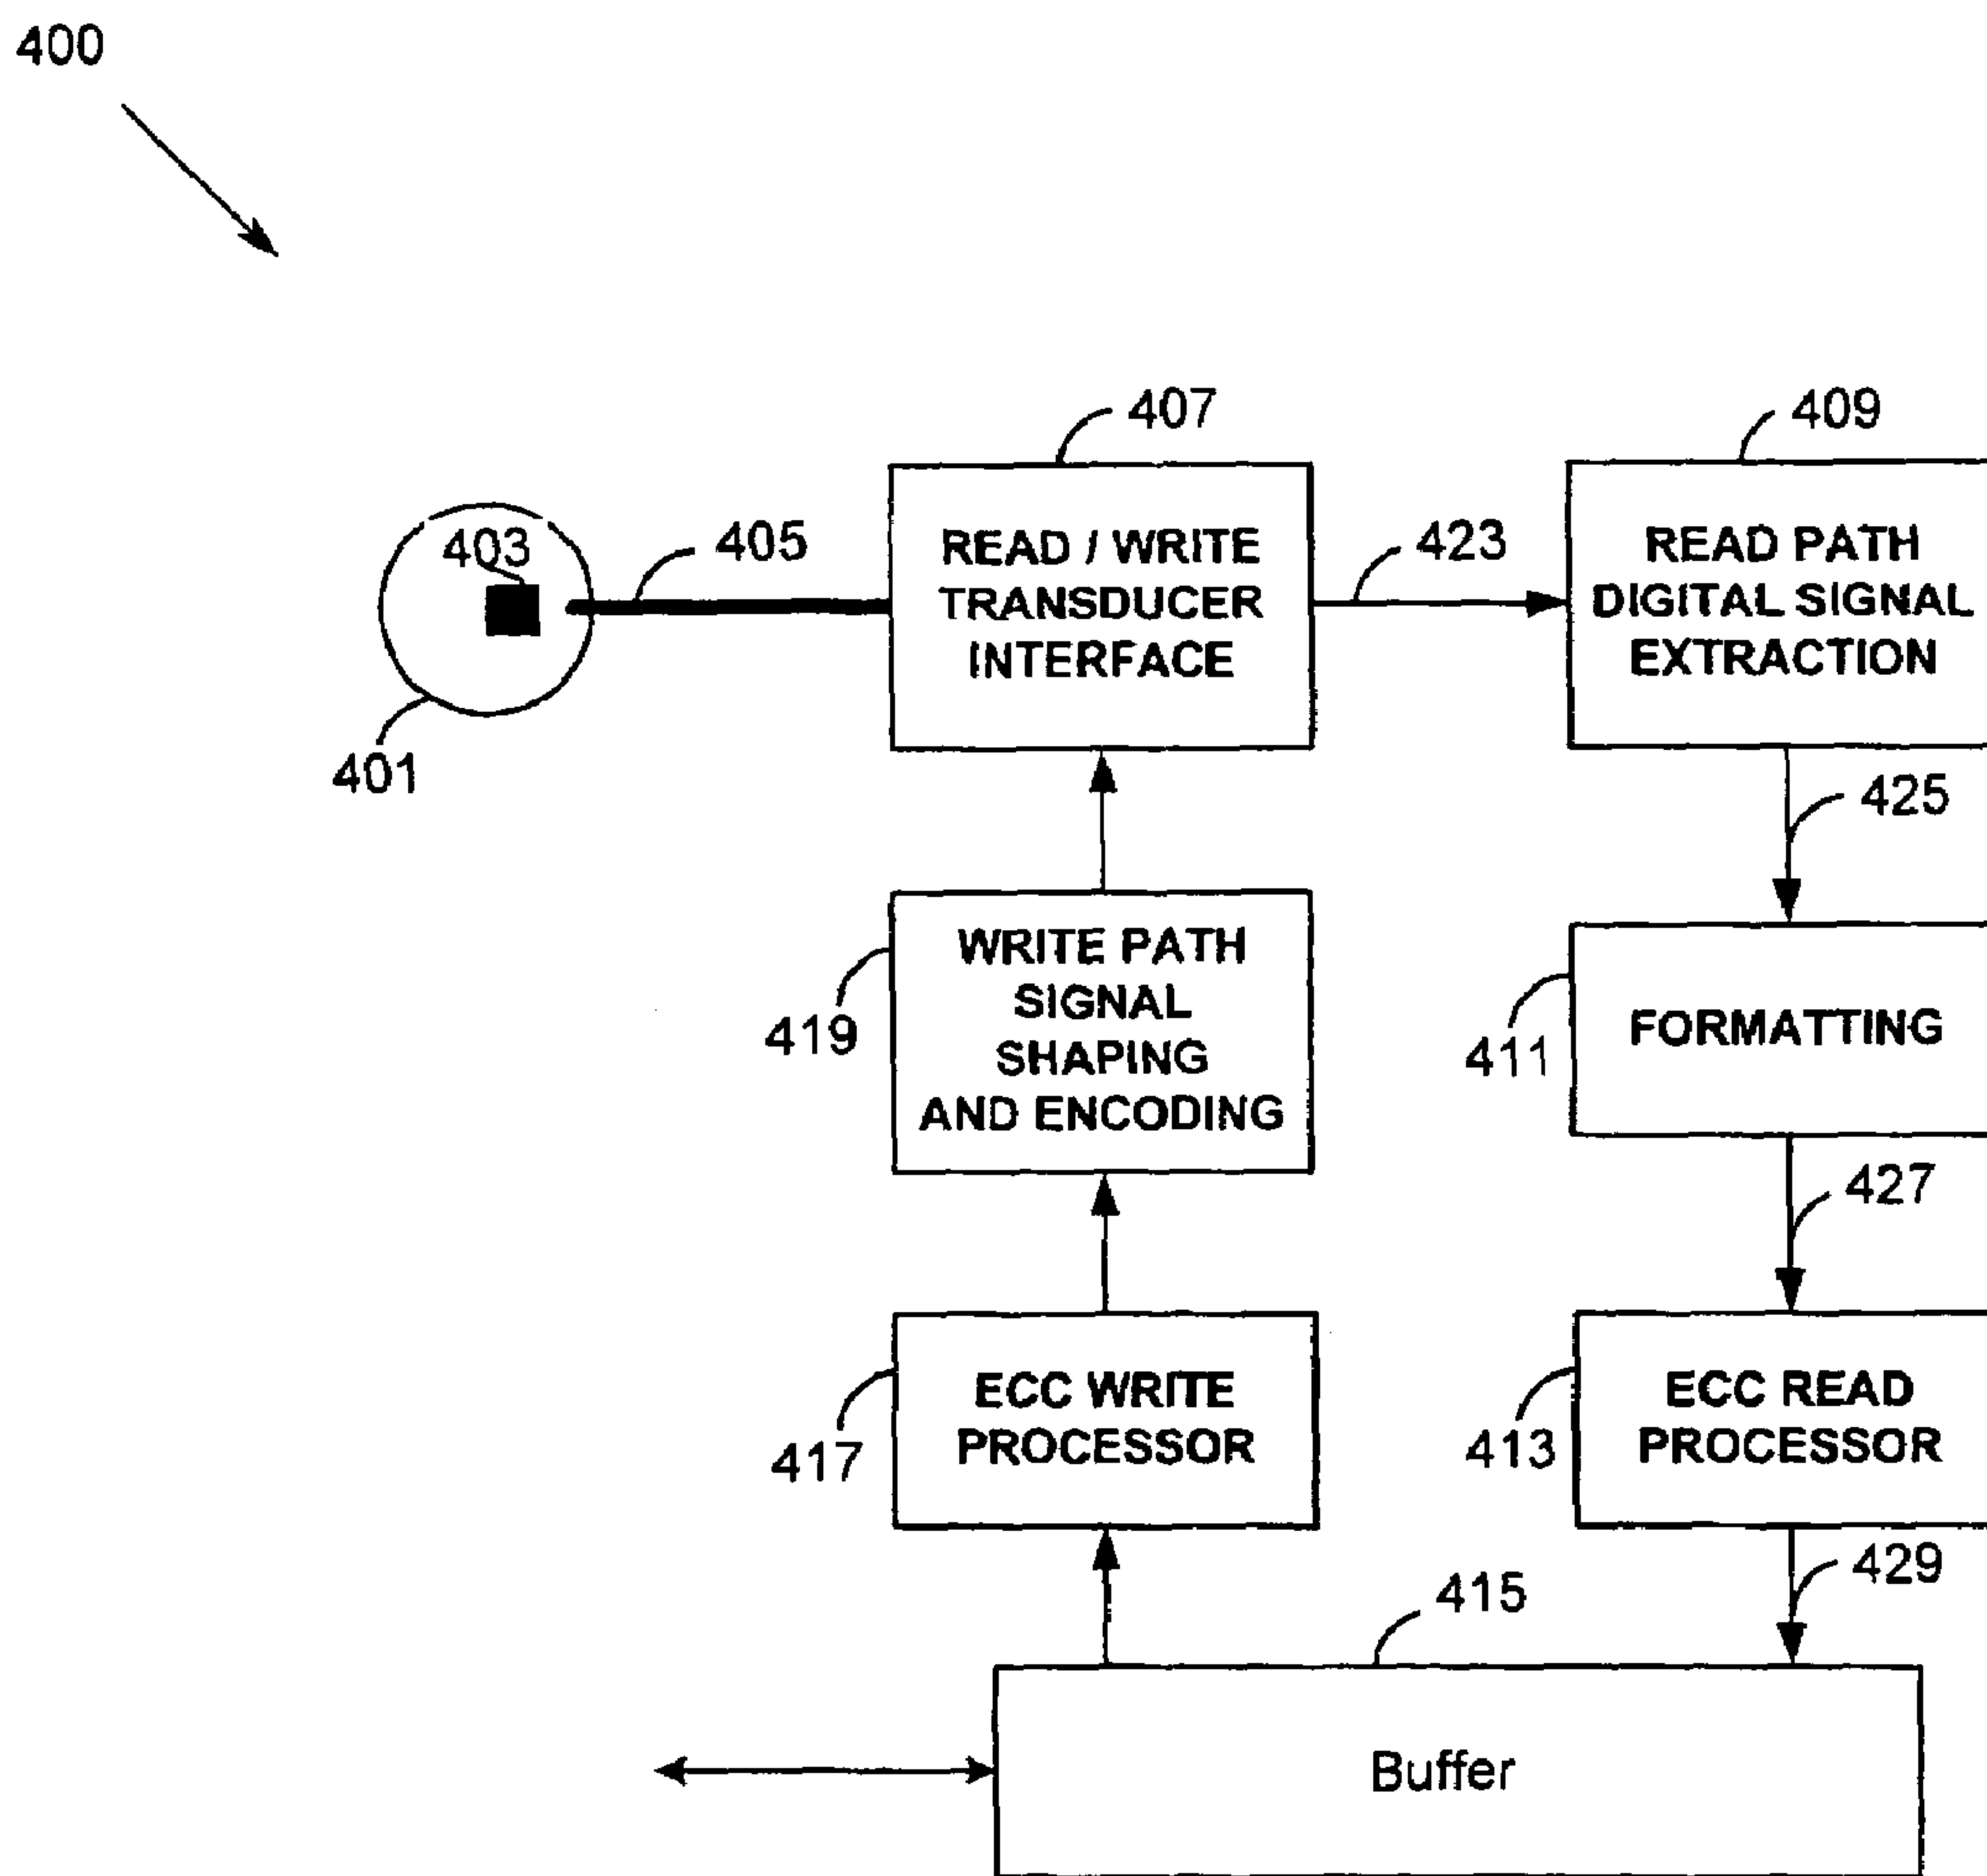 400
407
409
403
405
423
READ / WRITE
TRANSDUCER
INTERFACE
READ PATH
DIGITAL SIGNAL
EXTRACTION
401
425
419
WRITE PATH
SIGNAL
SHAPING
AND ENCODING
411
FORMATTING
427
417
ECC WRITE
PROCESSOR
413
ECC READ
PROCESSOR
415
429
Buffer